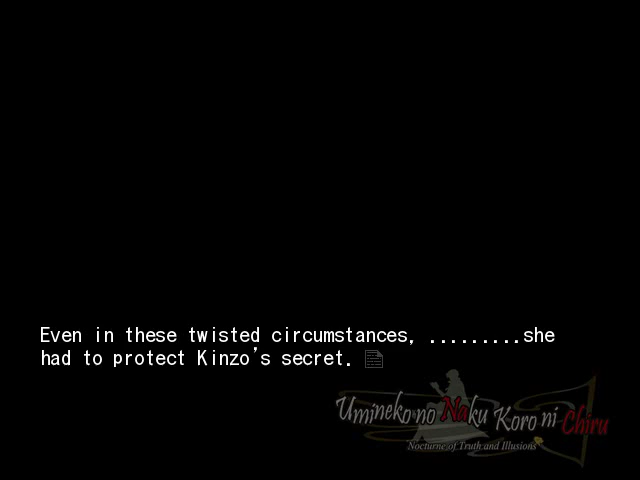 Even in these twisted circumstances, .........she
had to protect Kinzo's secret.
Umineko no Naku Koro ni Chiru
Nocturne of Truth and Illusions